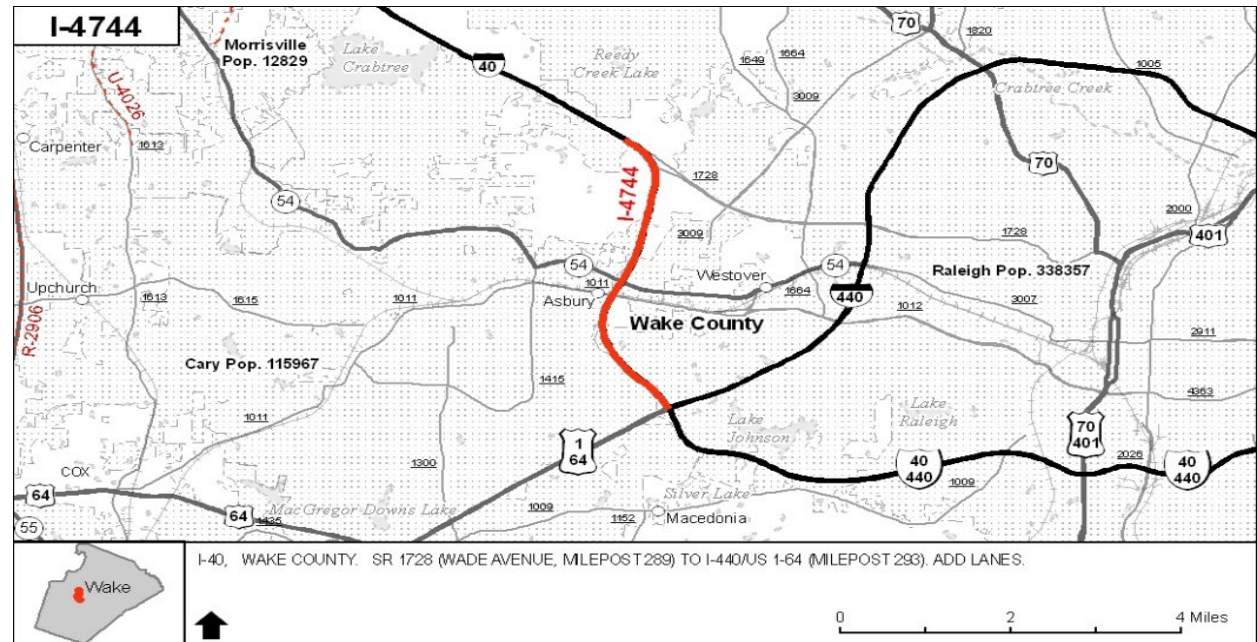 I-4744
Morrisville
Pop. 12829
Lake
Crabtree
40
Reedy
Creek Lake
1649
1664
3009
70
1820
1005
Crabtree Creek
U-4026
1613
Carpenter
54
I-4744
1728
70
2000
401
3009
1728
54
1011
Asbury
Westover
1664
54
440
Raleigh Pop. 338357
3007
1012
2911
Upchurch
1613
1615
1011
R-2906
Wake County
Cary Pop. 115967
1415
4363
1011
1
64
Lake
Johnson
Lake
Raleigh
70
401
COX
1300
40
440
2026
40
440
64
55
64
1435
MacGregor Downs Lake
1009
1152
Silver Lake
Macedonia
1009
Wake
I-40, WAKE COUNTY. SR 1728 (WADE AVENUE, MILEPOST 289) TO I-440/US 1-64 (MILEPOST 293). ADD LANES.
0 2 4 Miles